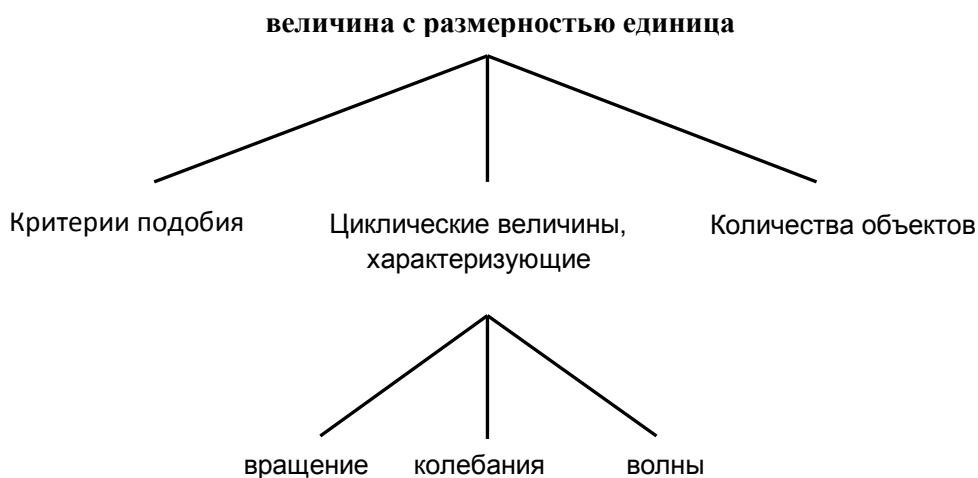 величина с размерностью единица
Критерии подобия
Циклические величины,
характеризующие
Количества объектов
вращение
колебания
волны